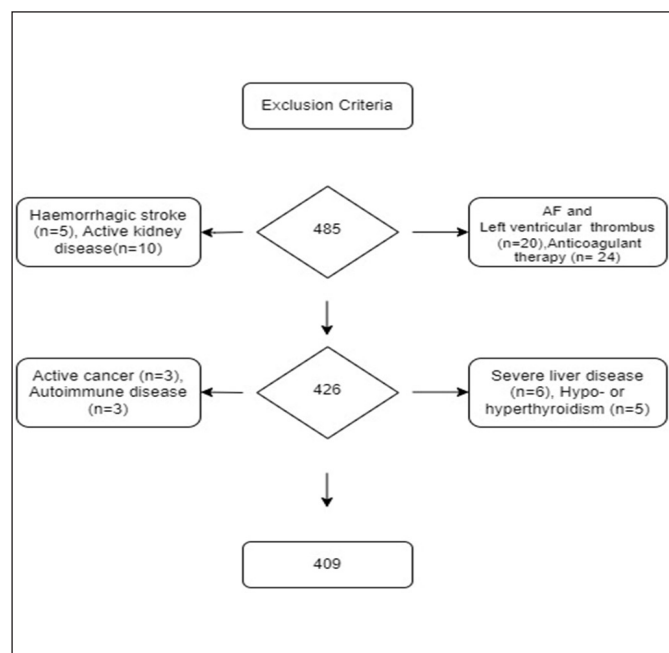 Exclusion Criteria
Haemorrhagic stroke
(n=5), Active kidney
disease(n=10)
485
AF and
Left ventricular thrombus
(n=20),Anticoagulant
therapy (n= 24)
Active cancer (n=3),
Autoimmune disease
(n=3)
426
Severe liver disease
(n=6), Hypo- or
hyperthyroidism (n=5)
409